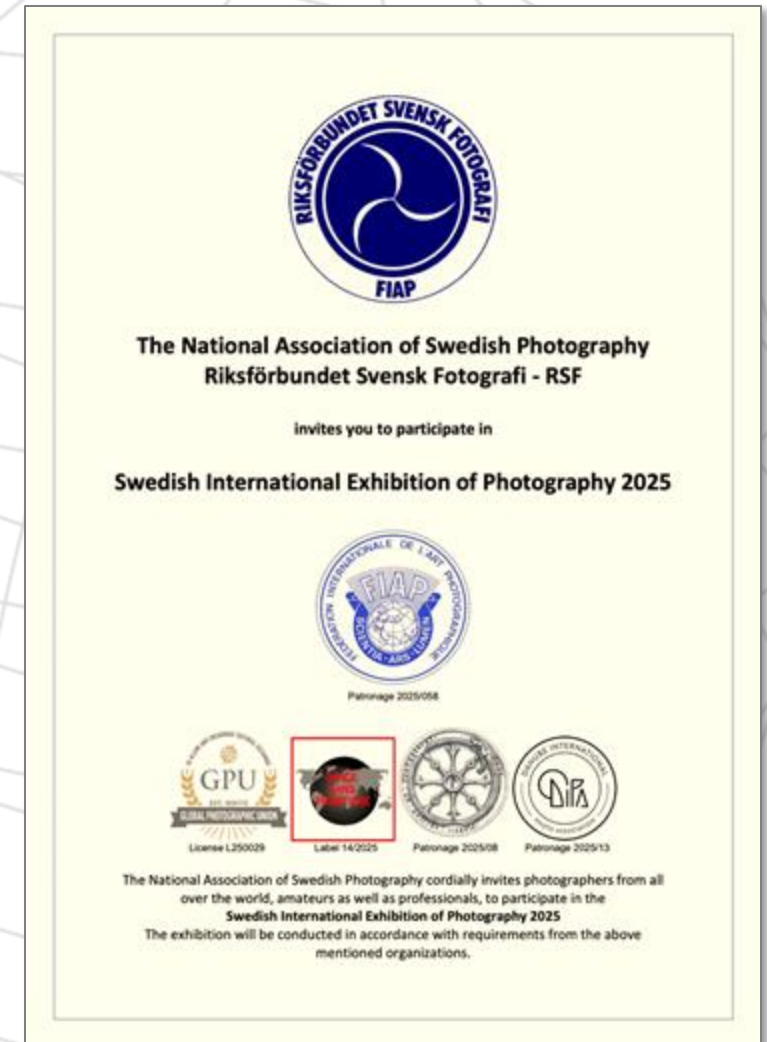 RIKSFÖRBUNDET SVENSK FOTOGRAFI
FIAP
The National Association of Swedish Photography
Riksförbundet Svensk Fotografi - RSF
invites you to participate in
Swedish International Exhibition of Photography 2025
FEDERATION INTERNATIONALE DE L'ART PHOTOGRAPHIQUE
FIAP
SCIENTIA-ARS-LUMEN
Patronage 2025/058
GPU
GLOBAL PHOTOGRAPHIC UNION
License L250029
Label 14/2025
Patronage 2025/08
DANUBE INTERNATIONAL
DiPA
Patronage 2025/13
The National Association of Swedish Photography cordially invites photographers from all
over the world, amateurs as well as professionals, to participate in the
Swedish International Exhibition of Photography 2025
The exhibition will be conducted in accordance with requirements from the above
mentioned organizations.